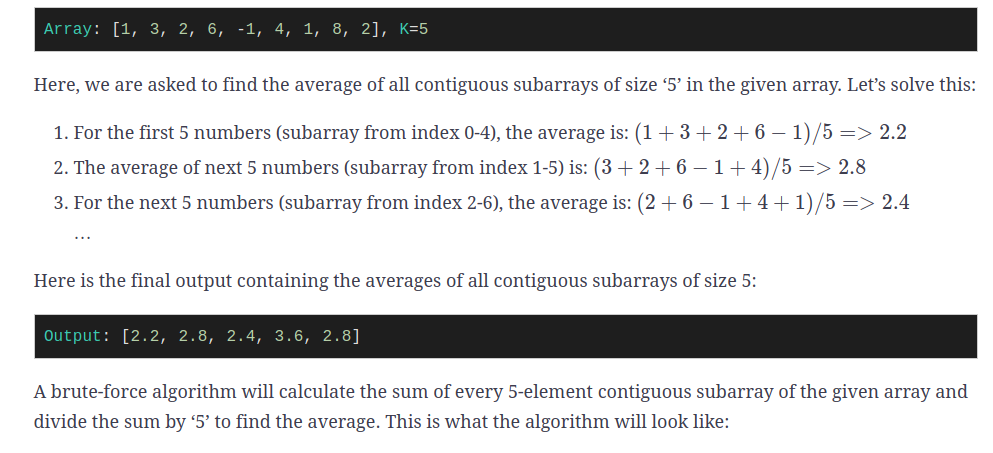 Array: [1, 3, 2, 6, -1, 4, 1, 8, 2], K=5
Here, we are asked to find the average of all contiguous subarrays of size ‘5’ in the given array. Let’s solve this:
1. For the first 5 numbers (subarray from index 0-4), the average is: (1 + 3 + 2 + 6 − 1)/5 => 2.2
2. The average of next 5 numbers (subarray from index 1-5) is: (3 + 2 + 6 − 1 + 4)/5 => 2.8
3. For the next 5 numbers (subarray from index 2-6), the average is: (2 + 6 − 1 + 4 + 1)/5 => 2.4
…
Here is the final output containing the averages of all contiguous subarrays of size 5:
Output: [2.2, 2.8, 2.4, 3.6, 2.8]
A brute-force algorithm will calculate the sum of every 5-element contiguous subarray of the given array and
divide the sum by ‘5’ to find the average. This is what the algorithm will look like: